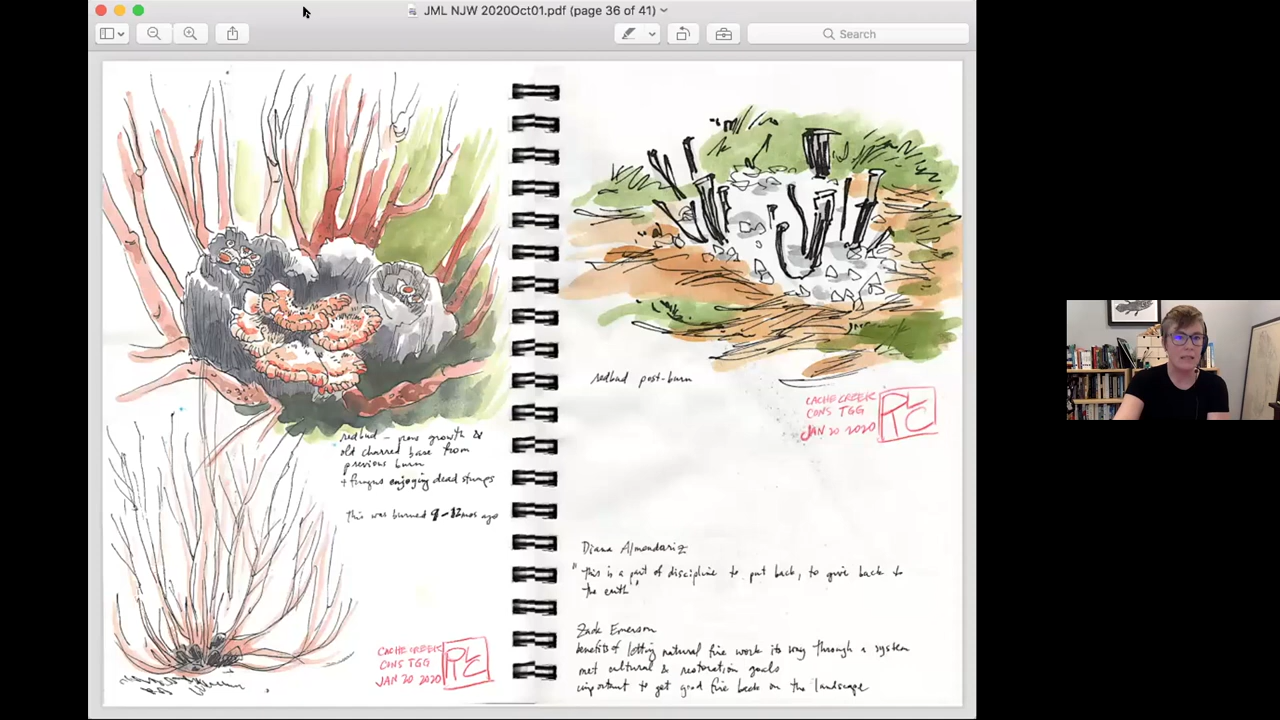 JML NJW 2020Oct01.pdf (page 36 of 41)
Search
redbud – new growth &
old charred base from
previous burn
+ fungus enjoying dead stumps
this was burned 9-12 mos ago
CACHE CREEK
CONS TGG
JAN 20 2020
redbud post-burn
CACHE CREEK
CONS TGG
JAN 20 2020
Diana Almendariz
"this is a part of discipline to put back, to give back to
the earth"
Zack Emerson
benefits of letting natural fire work its way through a system
met cultural & restoration goals
important to get good fire back on the landscape